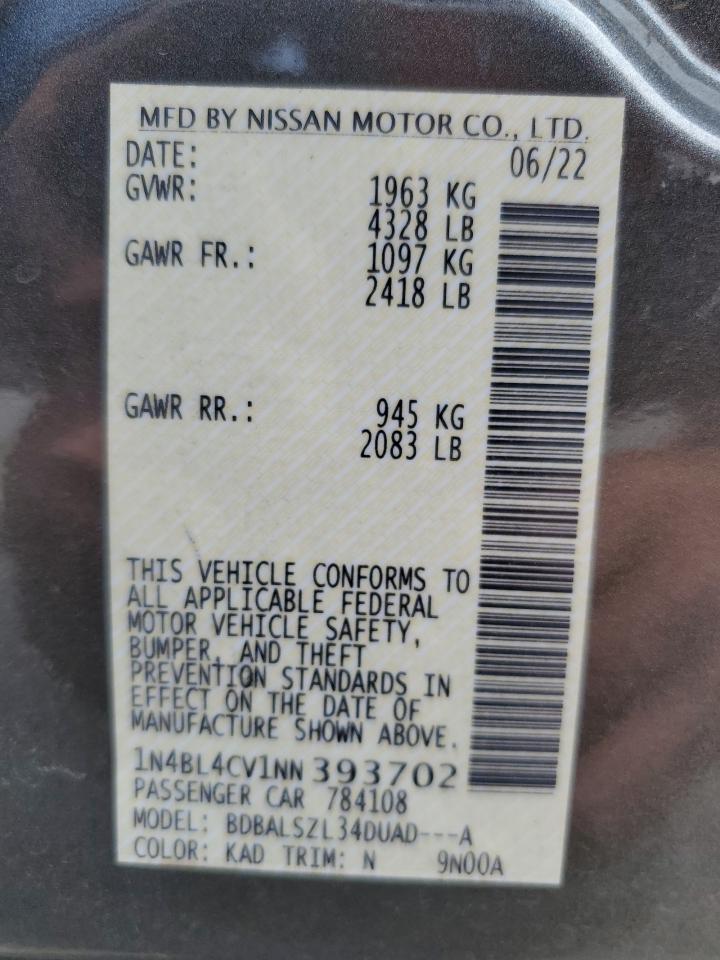 MFD BY NISSAN MOTOR CO., LTD.
DATE: 06/22
GVWR: 1963 KG
4328 LB
GAWR FR.: 1097 KG
2418 LB
GAWR RR.: 945 KG
2083 LB
THIS VEHICLE CONFORMS TO
ALL APPLICABLE FEDERAL
MOTOR VEHICLE SAFETY,
BUMPER, AND THEFT
PREVENTION STANDARDS IN
EFFECT ON THE DATE OF
MANUFACTURE SHOWN ABOVE.
1N4BL4CV1NN 393702
PASSENGER CAR 784108
MODEL: BDBALSZL34DUAD---A
COLOR: KAD TRIM: N 9N00A